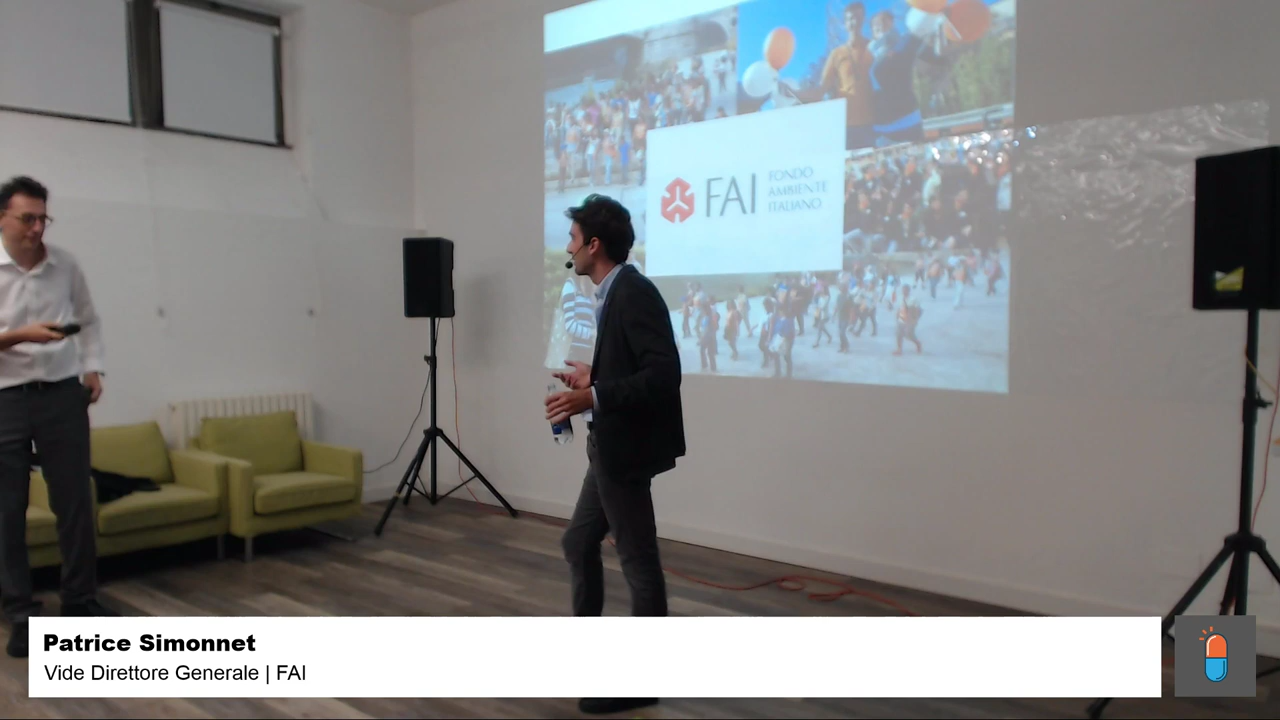 FAI
FONDO
AMBIENTE
ITALIANO
Patrice Simonnet
Vide Direttore Generale | FAI